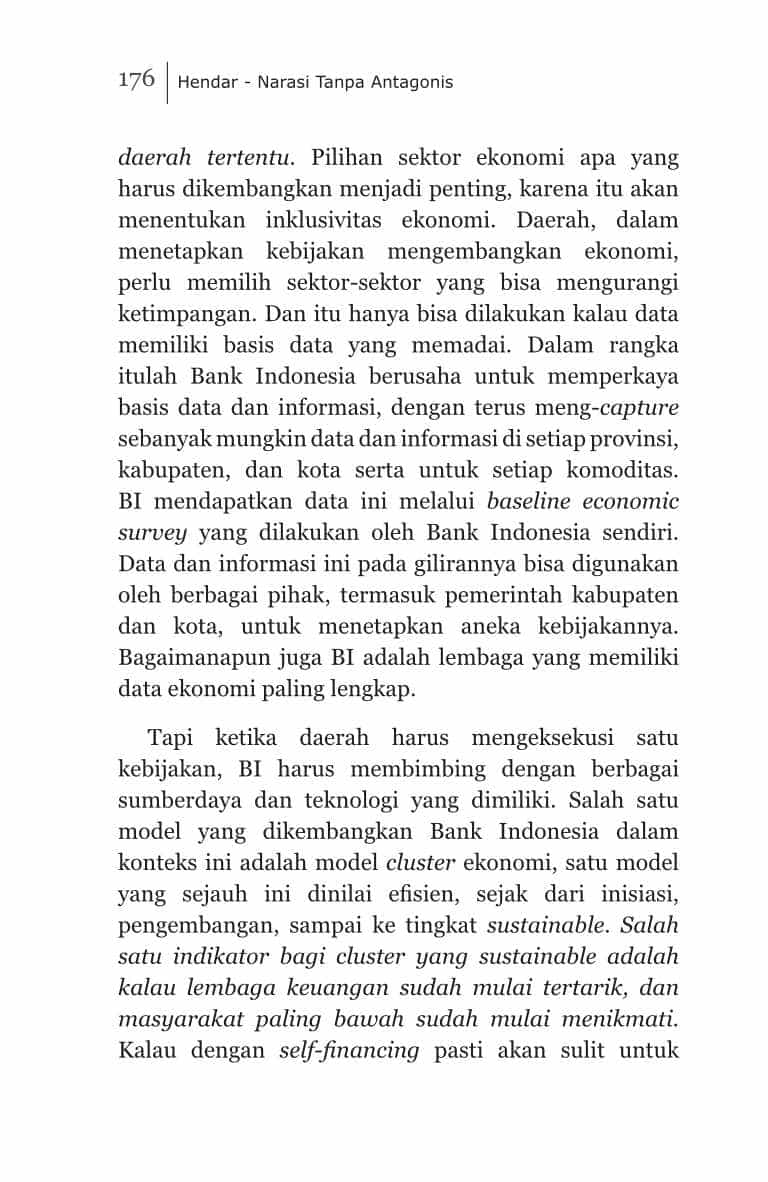 176
Hendar - Narasi Tanpa Antagonis
daerah tertentu. Pilihan sektor ekonomi apa yang
harus dikembangkan menjadi penting, karena itu akan
menentukan inklusivitas ekonomi. Daerah, dalam
menetapkan kebijakan mengembangkan ekonomi,
perlu memilih sektor-sektor yang bisa mengurangi
ketimpangan. Dan itu hanya bisa dilakukan kalau data
memiliki basis data yang memadai. Dalam rangka
itulah Bank Indonesia berusaha untuk memperkaya
basis data dan informasi, dengan terus meng-capture
sebanyak mungkin data dan informasi di setiap provinsi,
kabupaten, dan kota serta untuk setiap komoditas.
BI mendapatkan data ini melalui baseline economic
survey yang dilakukan oleh Bank Indonesia sendiri.
Data dan informasi ini pada gilirannya bisa digunakan
oleh berbagai pihak, termasuk pemerintah kabupaten
dan kota, untuk menetapkan aneka kebijakannya.
Bagaimanapun juga BI adalah lembaga yang memiliki
data ekonomi paling lengkap.
Tapi ketika daerah harus mengeksekusi satu
kebijakan, BI harus membimbing dengan berbagai
sumberdaya dan teknologi yang dimiliki. Salah satu
model yang dikembangkan Bank Indonesia dalam
konteks ini adalah model cluster ekonomi, satu model
yang sejauh ini dinilai efisien, sejak dari inisiasi,
pengembangan, sampai ke tingkat sustainable. Salah
satu indikator bagi cluster yang sustainable adalah
kalau lembaga keuangan sudah mulai tertarik, dan
masyarakat paling bawah sudah mulai menikmati.
Kalau dengan self-financing pasti akan sulit untuk